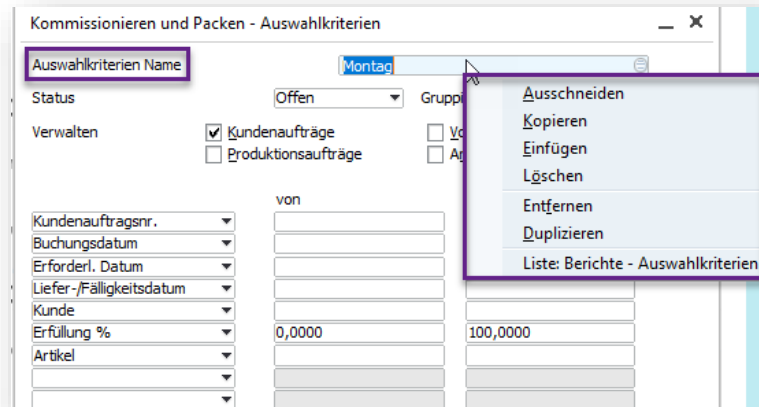 Kommissionieren und Packen - Auswahlkriterien
Auswahlkriterien Name Montag
Status Offen
Verwalten Kundenaufträge
Produktionsaufträge
Ausschneiden
Kopieren
Einfügen
Löschen
Entfernen
Duplizieren
Liste: Berichte - Auswahlkriterien
von
Kundenauftragsnr.
Buchungsdatum
Erforderl. Datum
Liefer-/Fälligkeitsdatum
Kunde
Erfüllung % 0,0000 100,0000
Artikel